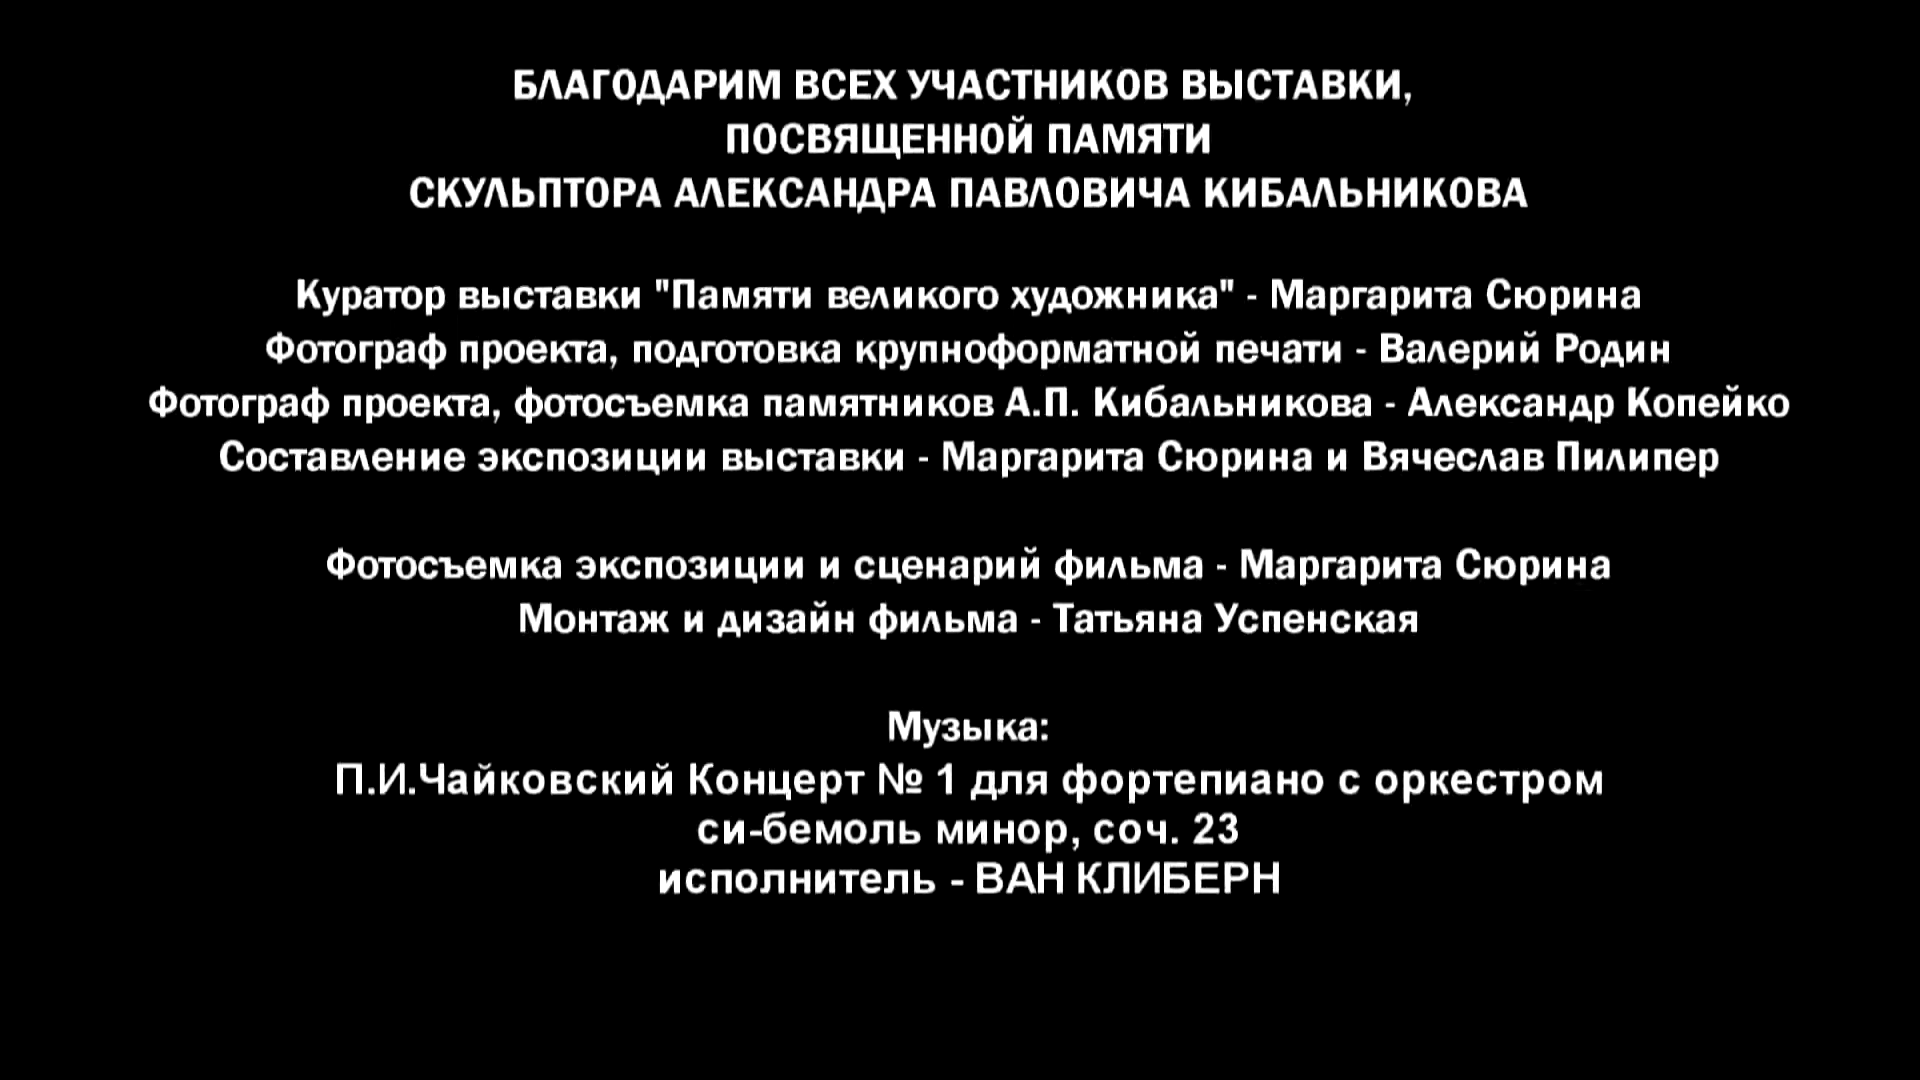 БЛАГОДАРИМ ВСЕХ УЧАСТНИКОВ ВЫСТАВКИ,
ПОСВЯЩЕННОЙ ПАМЯТИ
СКУЛЬПТОРА АЛЕКСАНДРА ПАВЛОВИЧА КИБАЛЬНИКОВА
Куратор выставки "Памяти великого художника" - Маргарита Сюрина
Фотограф проекта, подготовка крупноформатной печати - Валерий Родин
Фотограф проекта, фотосъемка памятников А.П. Кибальникова - Александр Копейко
Составление экспозиции выставки - Маргарита Сюрина и Вячеслав Пилипер
Фотосъемка экспозиции и сценарий фильма - Маргарита Сюрина
Монтаж и дизайн фильма - Татьяна Успенская
Музыка:
П.И.Чайковский Концерт № 1 для фортепиано с оркестром
си-бемоль минор, соч. 23
исполнитель - ВАН КЛИБЕРН